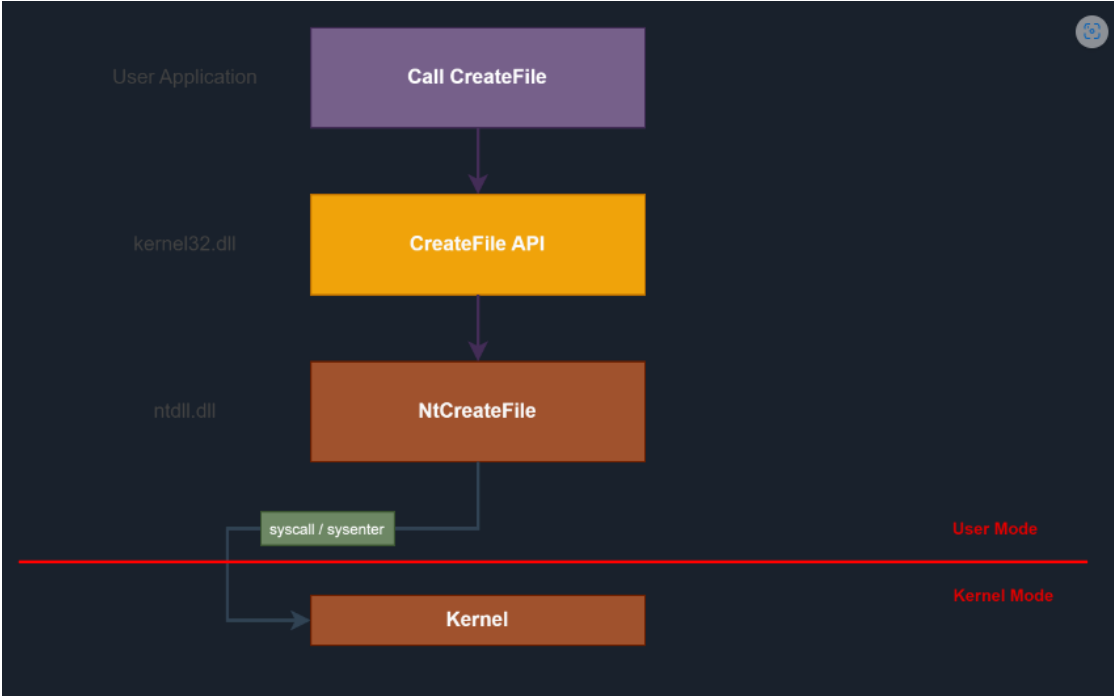 User Application
Call CreateFile
kernel32.dll
CreateFile API
ntdll.dll
NtCreateFile
syscall / sysenter
User Mode
Kernel Mode
Kernel